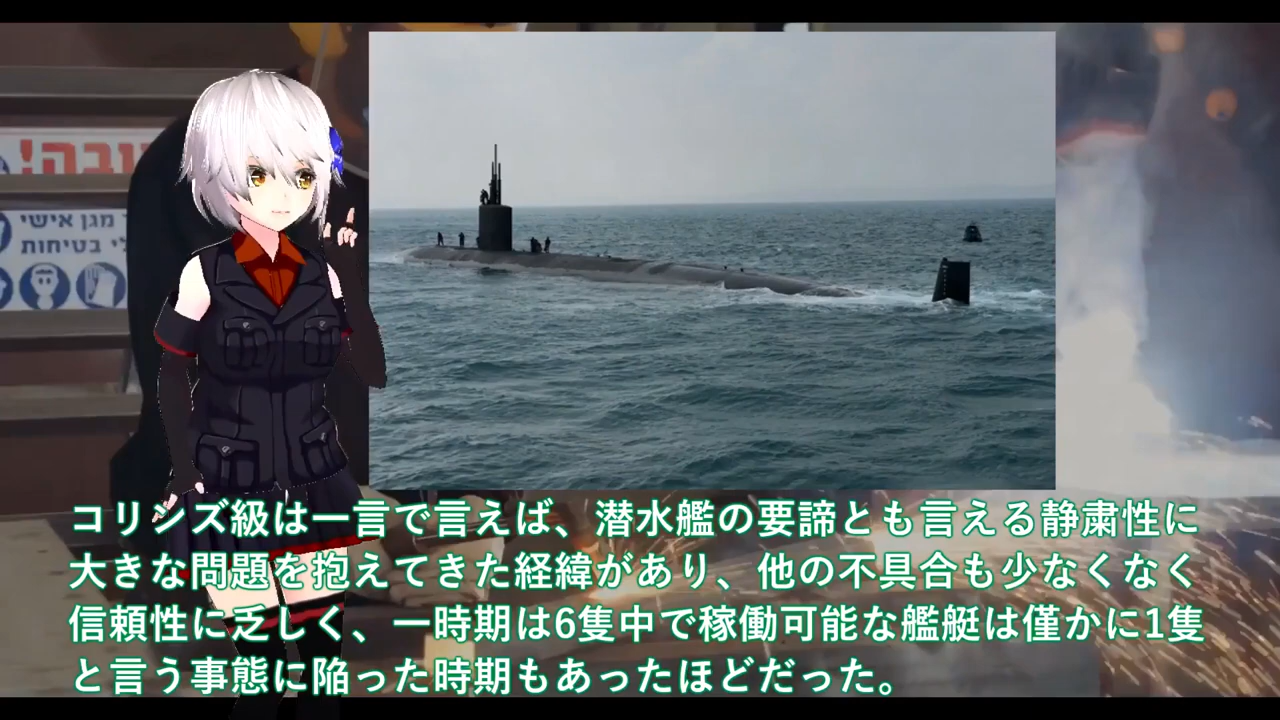 ובה!
מגן אישי
לי בטיחות
コリンズ級は一言で言えば、潜水艦の要諦とも言える静粛性に
大きな問題を抱えてきた経緯があり、他の不具合も少なくなく
信頼性に乏しく、一時期は6隻中で稼働可能な艦艇は僅かに1隻
と言う事態に陥った時期もあったほどだった。